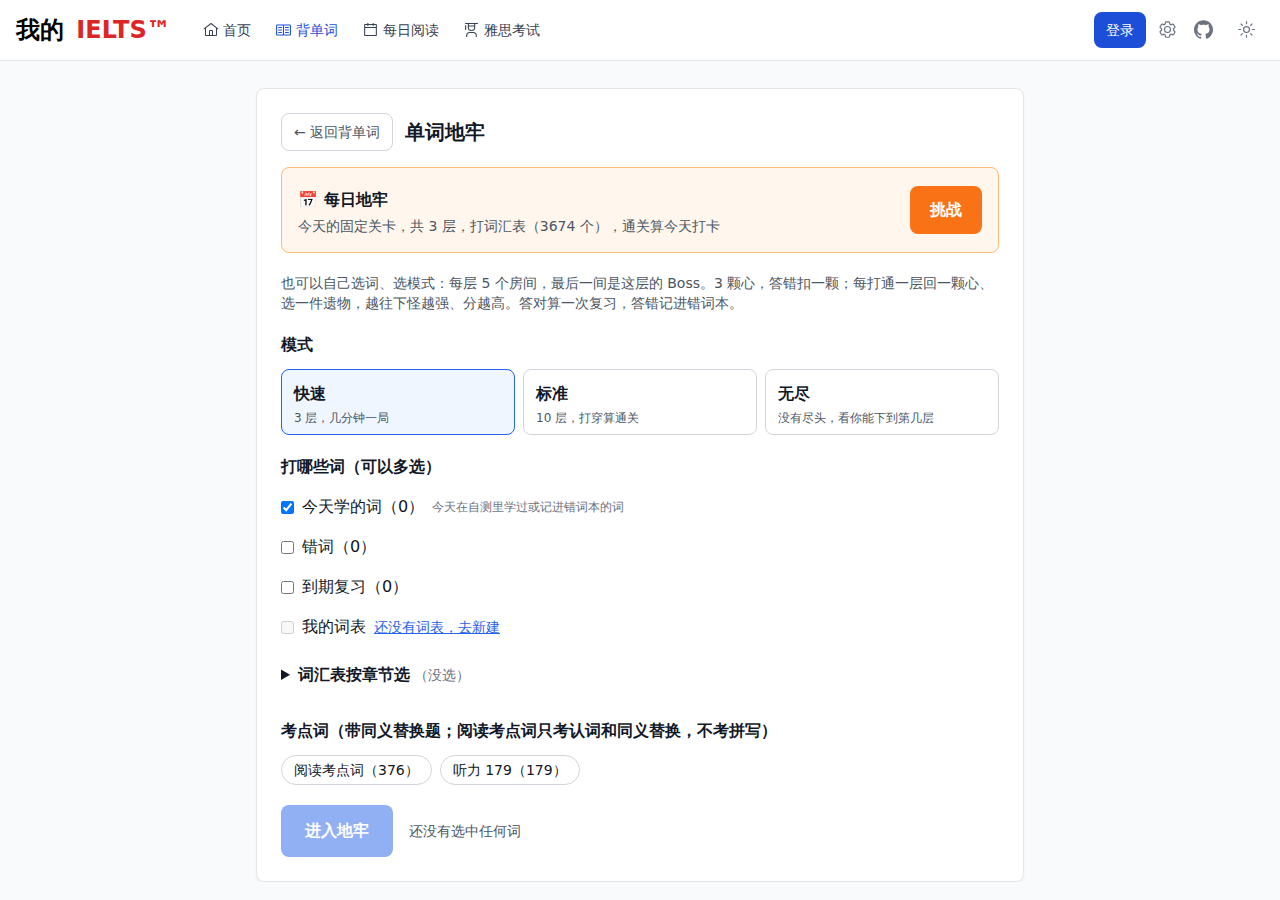 我的 IELTS™ 首页 背单词 每日阅读 雅思考试 登录
← 返回背单词 单词地牢
📅 每日地牢
今天的固定关卡，共 3 层，打词汇表（3674 个），通关算今天打卡
挑战
也可以自己选词、选模式：每层 5 个房间，最后一间是这层的 Boss。3 颗心，答错扣一颗；每打通一层回一颗心、
选一件遗物，越往下怪越强、分越高。答对算一次复习，答错记进错词本。
模式
快速 标准 无尽
3 层，几分钟一局 10 层，打穿算通关 没有尽头，看你能下到第几层
打哪些词（可以多选）
今天学的词（0） 今天在自测里学过或记进错词本的词
错词（0）
到期复习（0）
我的词表 还没有词表，去新建
▶ 词汇表按章节选（没选）
考点词（带同义替换题；阅读考点词只考认词和同义替换，不考拼写）
阅读考点词（376） 听力 179（179）
进入地牢 还没有选中任何词